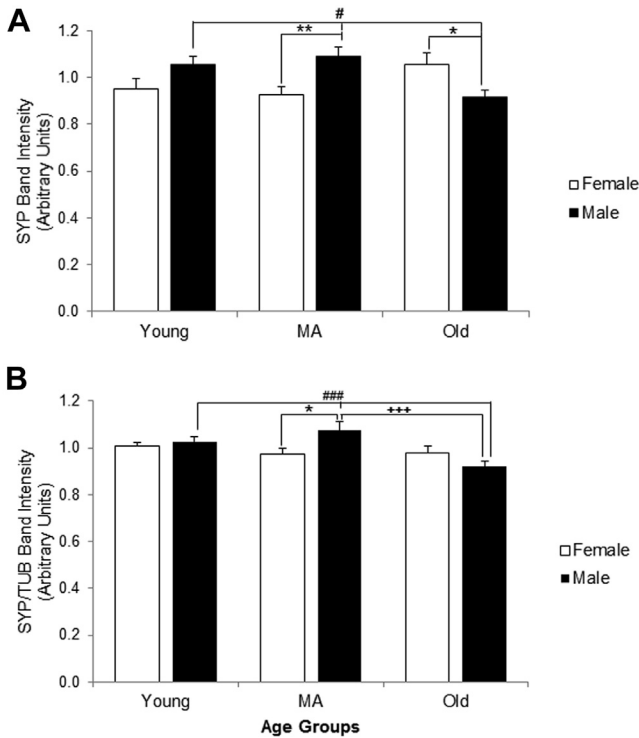 A
#
**
*
1.2
1.0
0.8
0.6
0.4
0.2
0.0
SYP Band Intensity
(Arbitrary Units)
Female
Male
Young MA Old
B
###
*
+++
1.2
1.0
0.8
0.6
0.4
0.2
0.0
SYP/TUB Band Intensity
(Arbitrary Units)
Female
Male
Young MA Old
Age Groups